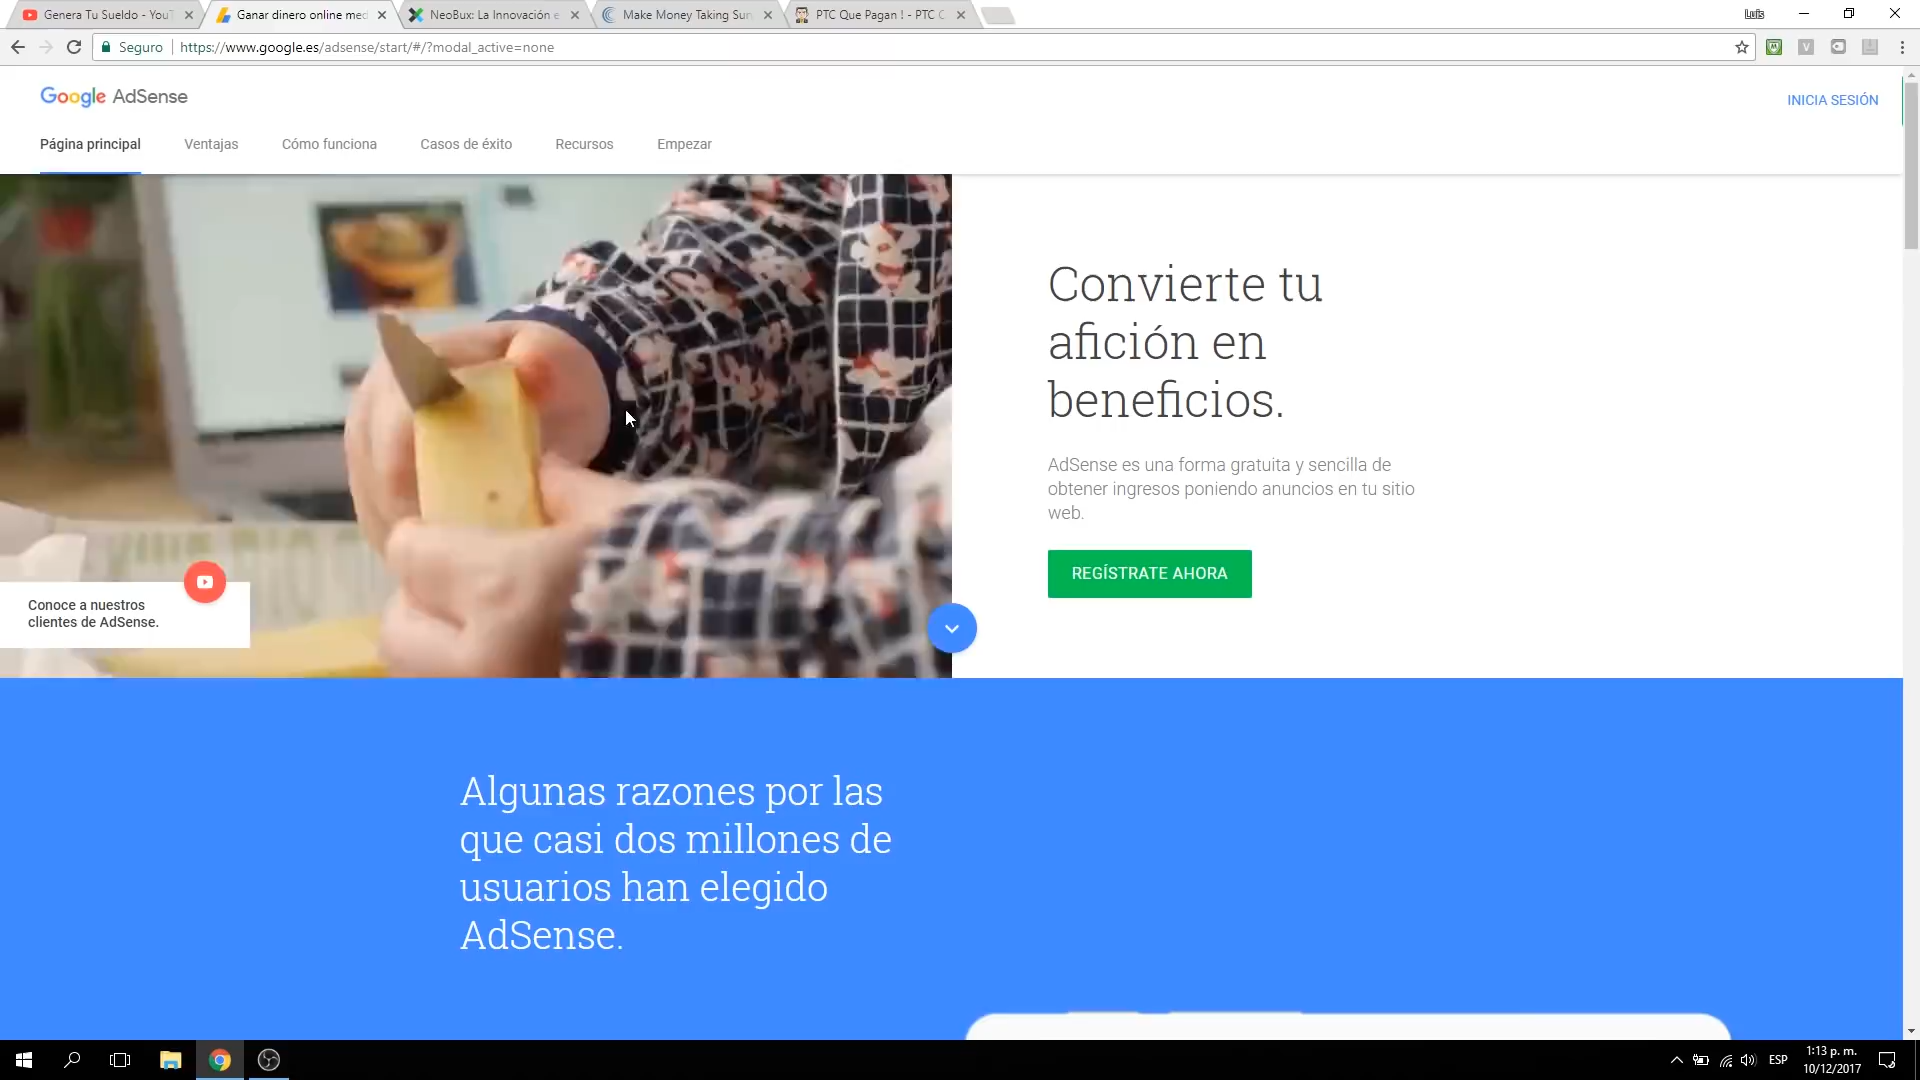 Genera Tu Sueldo - YouT
Ganar dinero online med
NeoBux: La Innovación e
Make Money Taking Sur
PTC Que Pagan ! - PTC C
Luis
Seguro
https://www.google.es/adsense/start/#/?modal_active=none
Google AdSense
INICIA SESIÓN
Página principal
Ventajas
Cómo funciona
Casos de éxito
Recursos
Empezar
Convierte tu
afición en
beneficios.
AdSense es una forma gratuita y sencilla de
obtener ingresos poniendo anuncios en tu sitio
web.
REGÍSTRATE AHORA
Conoce a nuestros
clientes de AdSense.
Algunas razones por las
que casi dos millones de
usuarios han elegido
AdSense.
ESP
1:13 p. m.
10/12/2017